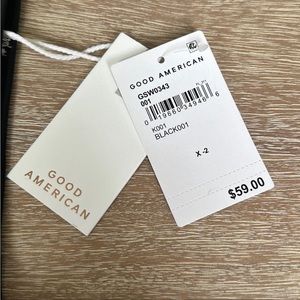 GOOD
AMERICAN
GOOD AMERICAN
GSW0343
001
K001
BLACK001
X -2
$59.00